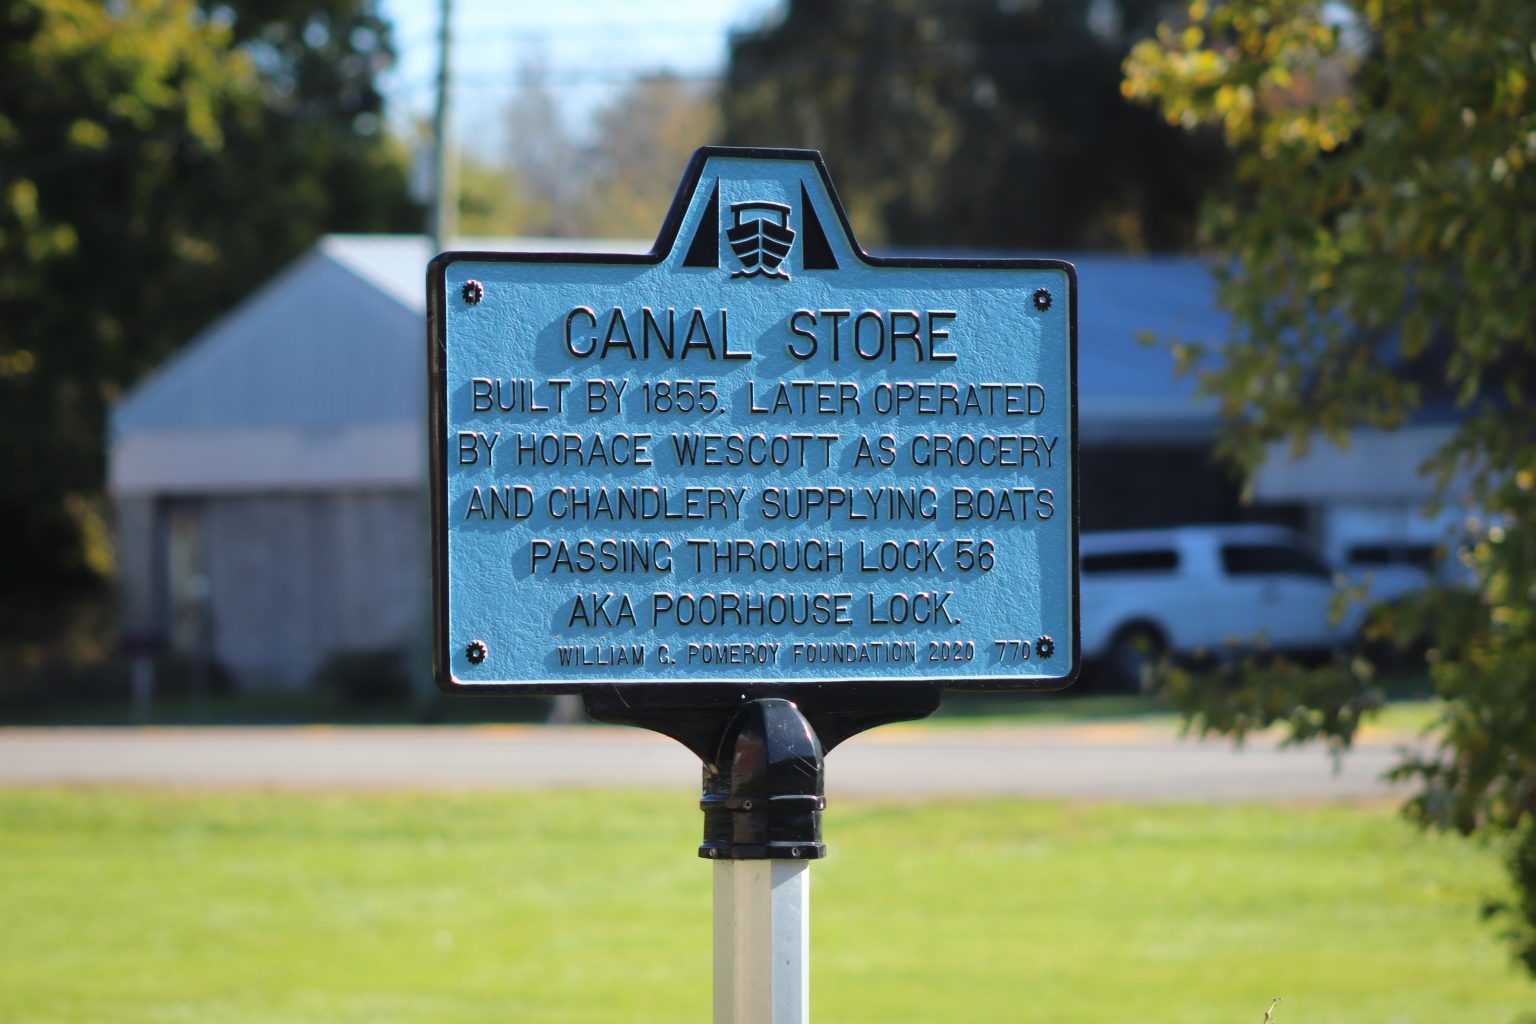 CANAL STORE
BUILT BY 1855. LATER OPERATED
BY HORACE WESCOTT AS GROCERY
AND CHANDLERY SUPPLYING BOATS
PASSING THROUGH LOCK 56
AKA POORHOUSE LOCK.
WILLIAM G. POMEROY FOUNDATION 2020 770